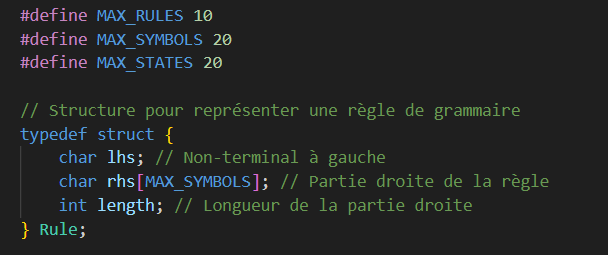 #define MAX_RULES 10
#define MAX_SYMBOLS 20
#define MAX_STATES 20
// Structure pour représenter une règle de grammaire
typedef struct {
char lhs; // Non-terminal à gauche
char rhs[MAX_SYMBOLS]; // Partie droite de la règle
int length; // Longueur de la partie droite
} Rule;